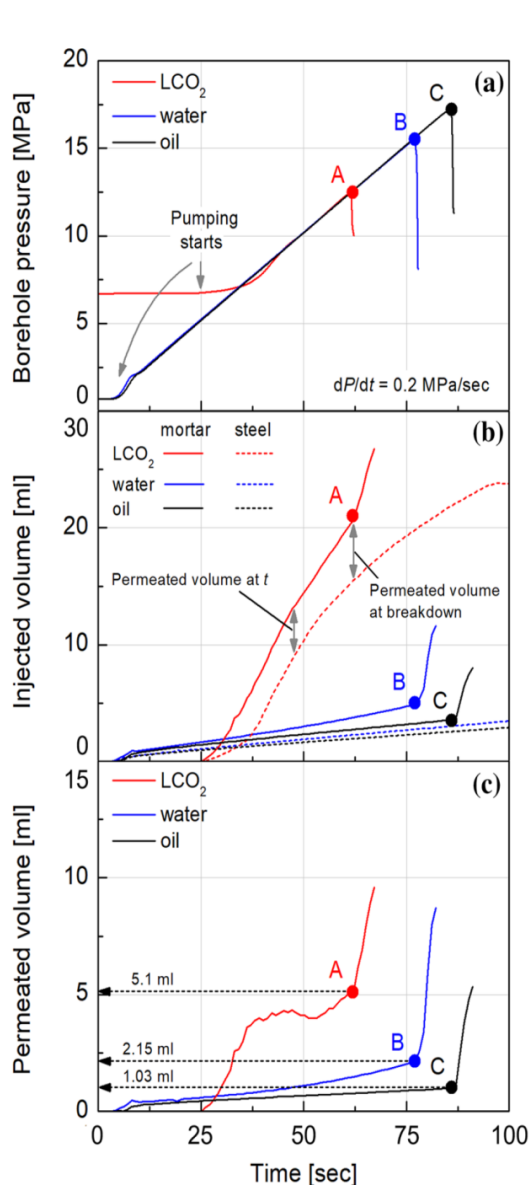 20
15
10
5
0
Borehole pressure [MPa]
(a)
LCO₂
water
oil
Pumping
starts
A
B
C
dP/dt = 0.2 MPa/sec
30
20
10
0
Injected volume [ml]
(b)
mortar steel
LCO₂
water
oil
A
Permeated volume at t
Permeated volume
at breakdown
B
C
15
10
5
0
Permeated volume [ml]
(c)
LCO₂
water
oil
A
5.1 ml
B
2.15 ml
C
1.03 ml
0 25 50 75 100
Time [sec]